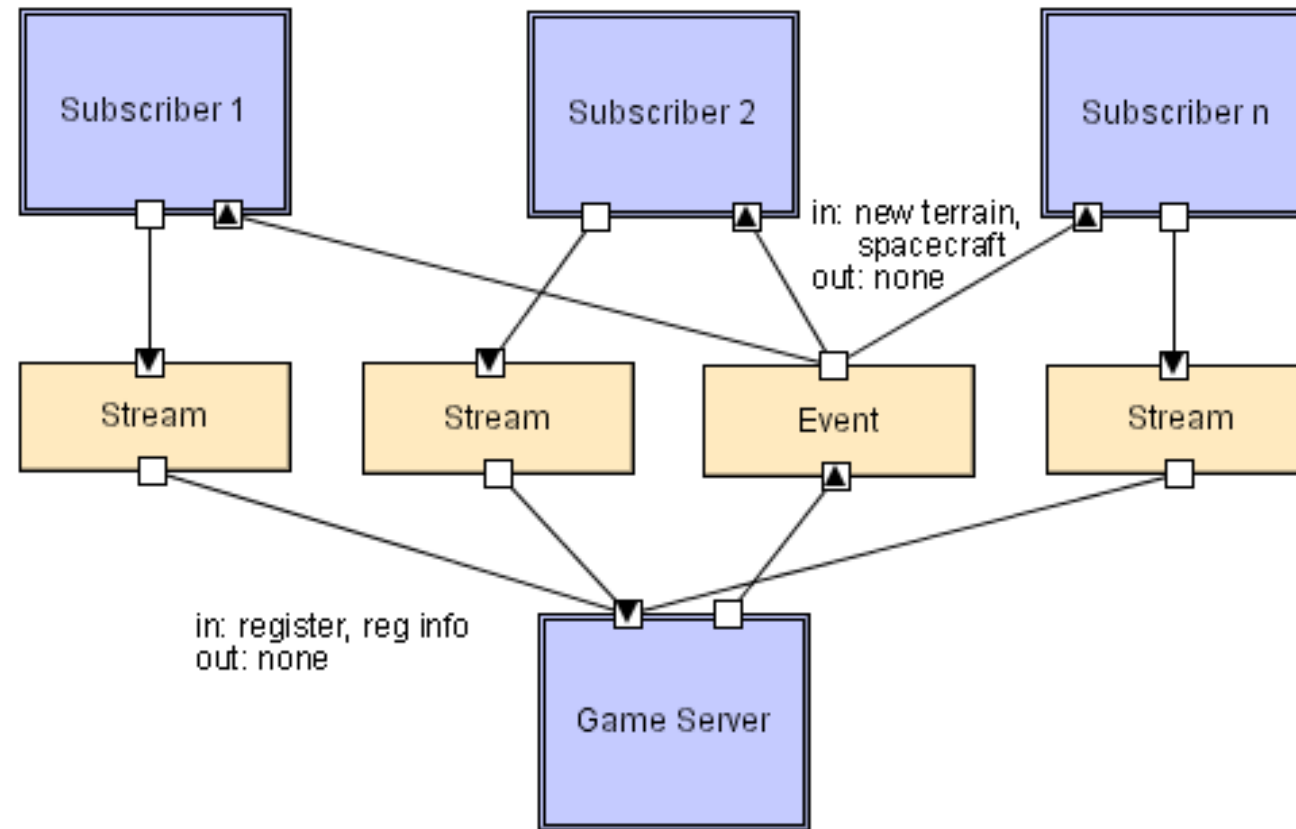 Subscriber 1
Subscriber 2
Subscriber n
in: new terrain,
spacecraft
out: none
Stream
Stream
Event
Stream
in: register, reg info
out: none
Game Server